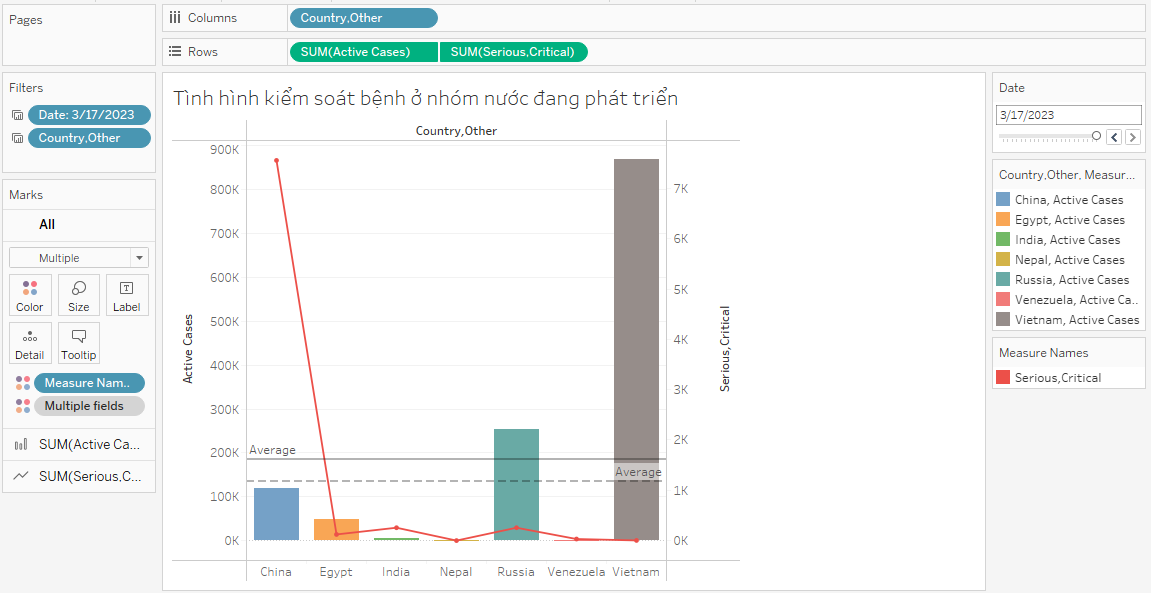 Pages
Columns
Country,Other
Rows
SUM(Active Cases)
SUM(Serious,Critical)
Filters
Date: 3/17/2023
Country,Other
Marks
All
Multiple
Color
Size
Label
Detail
Tooltip
Measure Nam..
Multiple fields
SUM(Active Ca...
SUM(Serious,C...
Tình hình kiểm soát bệnh ở nhóm nước đang phát triển
Country,Other
900K
800K
700K
600K
500K
400K
300K
200K
100K
0K
Active Cases
Average
Average
7K
6K
5K
4K
3K
2K
1K
0K
Serious,Critical
China
Egypt
India
Nepal
Russia
Venezuela
Vietnam
Date
3/17/2023
Country,Other, Measur...
China, Active Cases
Egypt, Active Cases
India, Active Cases
Nepal, Active Cases
Russia, Active Cases
Venezuela, Active Ca..
Vietnam, Active Cases
Measure Names
Serious,Critical